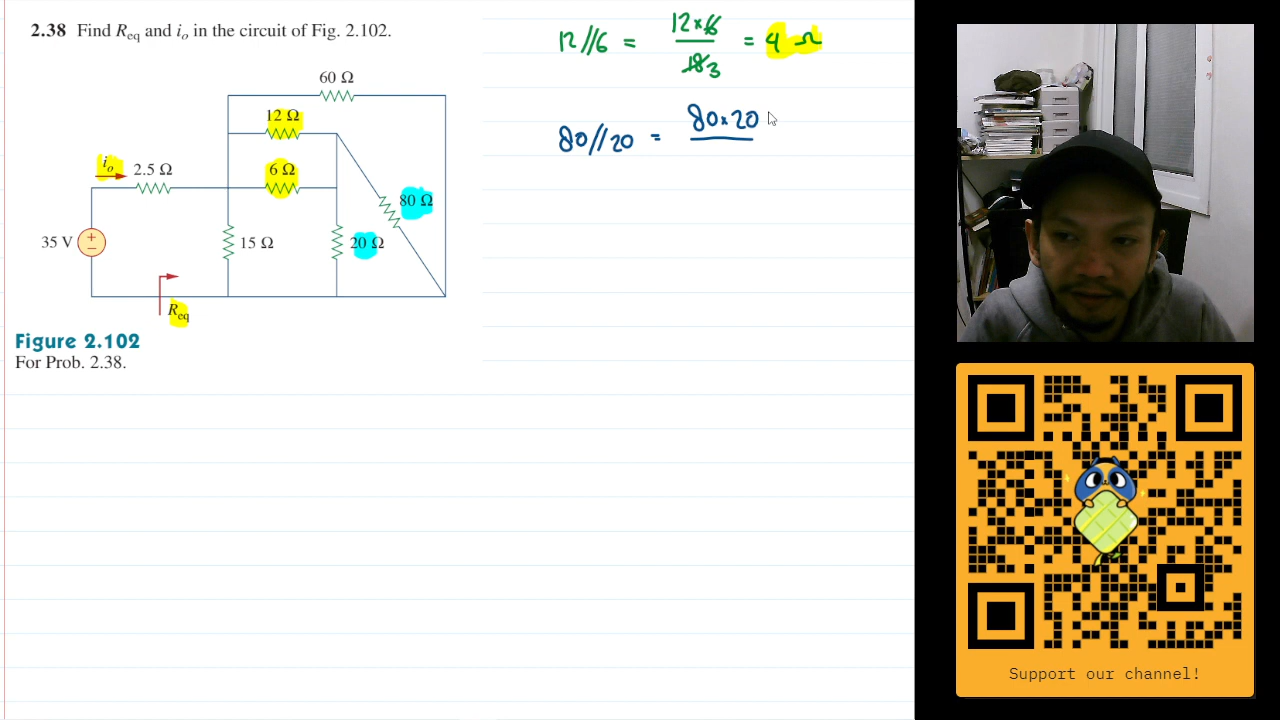 2.38 Find Req and io in the circuit of Fig. 2.102.
60 Ω
12 Ω
io
2.5 Ω
6 Ω
80 Ω
35 V
+
−
15 Ω
20 Ω
Req
Figure 2.102
For Prob. 2.38.
12//6 = 12×6 / 18 3 = 4 Ω
80//20 = 80×20
Support our channel!